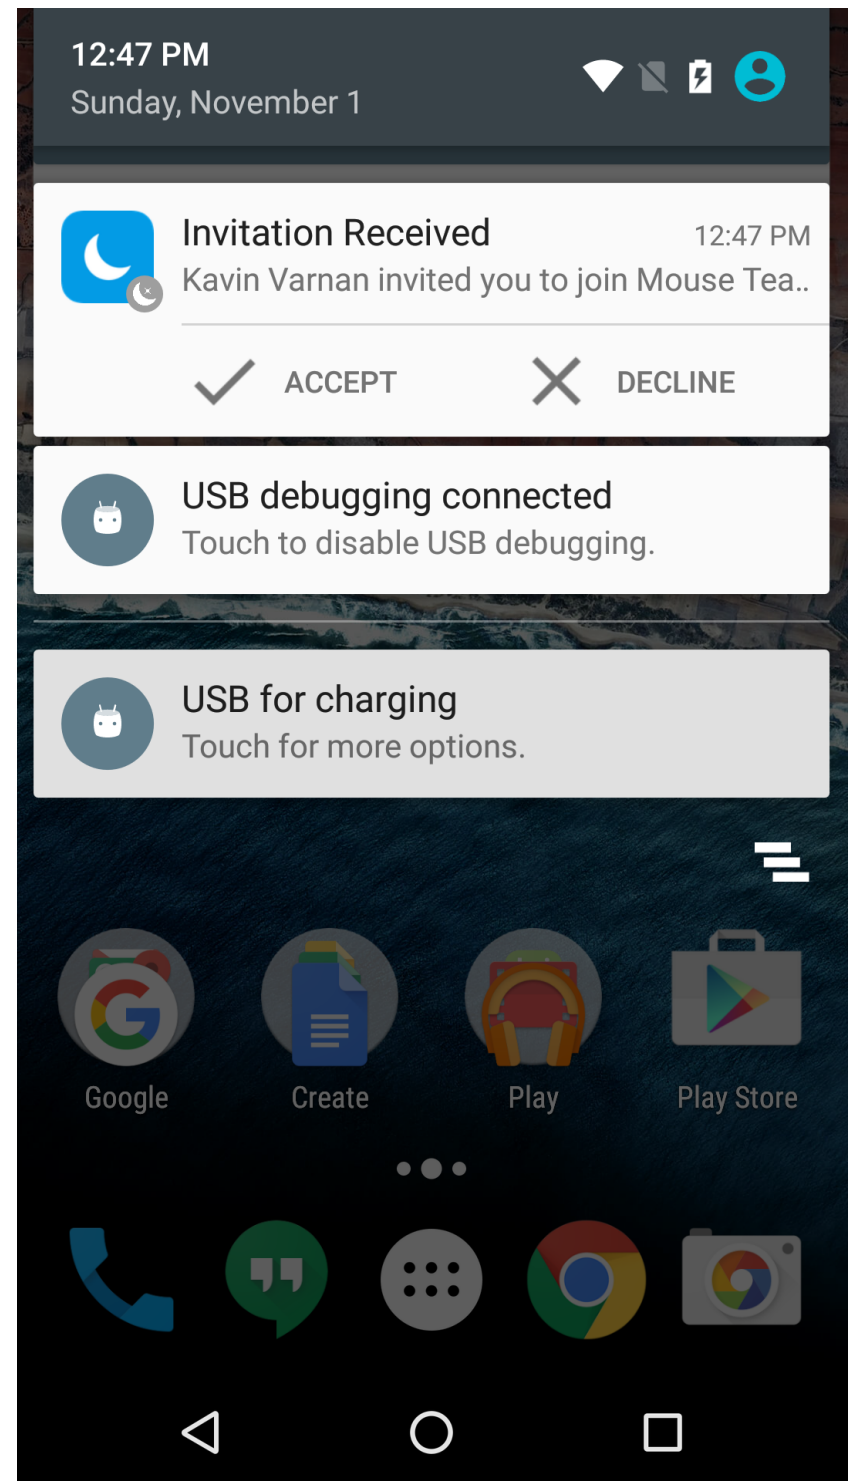 12:47 PM
Sunday, November 1
Invitation Received 12:47 PM
Kavin Varnan invited you to join Mouse Tea..
ACCEPT DECLINE
USB debugging connected
Touch to disable USB debugging.
USB for charging
Touch for more options.
Google Create Play Play Store